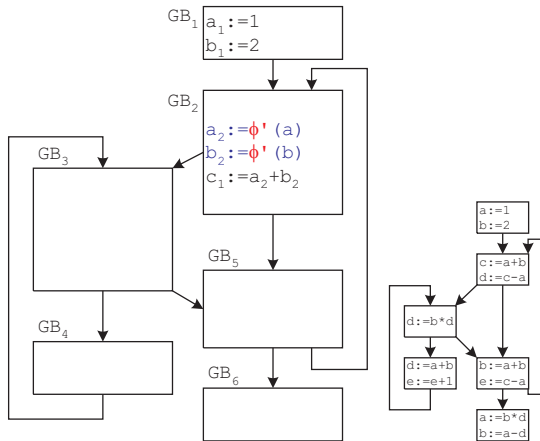 GB₁
a₁:=1
b₁:=2
GB₂
a₂:=ϕ'(a)
b₂:=ϕ'(b)
c₁:=a₂+b₂
GB₃
GB₅
GB₄
GB₆
a:=1
b:=2
c:=a+b
d:=c-a
d:=b*d
d:=a+b
e:=e+1
b:=a+b
e:=c-a
a:=b*d
b:=a-d